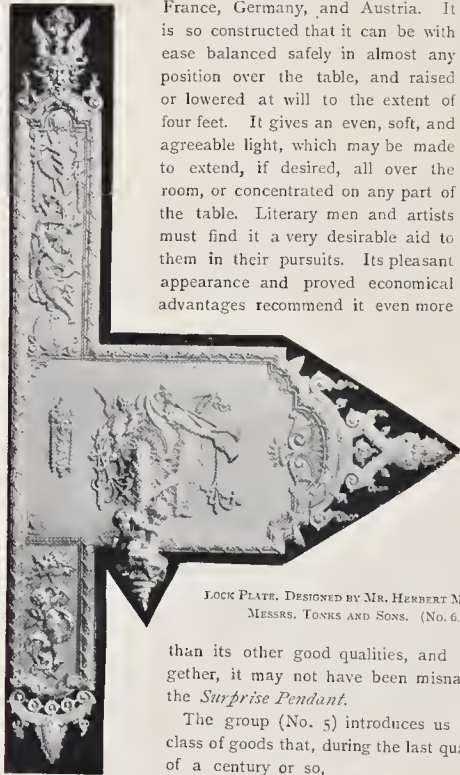 France, Germany, and Austria. It
is so constructed that it can be with
ease balanced safely in almost any
position over the table, and raised
or lowered at will to the extent of
four feet. It gives an even, soft, and
agreeable light, which may be made
to extend, if desired, all over the
room, or concentrated on any part of
the table. Literary men and artists
must find it a very desirable aid to
them in their pursuits. Its pleasant
appearance and proved economical
advantages recommend it even more
LOCK PLATE. DESIGNED BY MR. HERBERT
MESSRS. TONKS AND SONS. (No. 6.
than its other good qualities, and
gether, it may not have been misna
the Surprise Pendant.
The group (No. 5) introduces us
class of goods that, during the last qua
of a century or so,